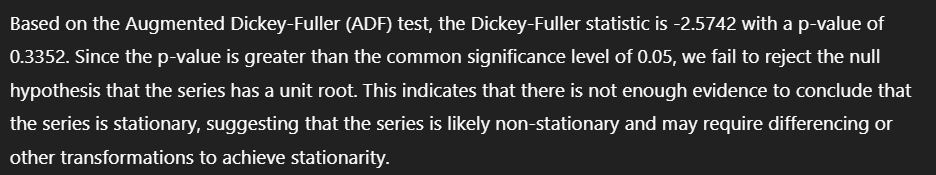 Based on the Augmented Dickey-Fuller (ADF) test, the Dickey-Fuller statistic is -2.5742 with a p-value of
0.3352. Since the p-value is greater than the common significance level of 0.05, we fail to reject the null
hypothesis that the series has a unit root. This indicates that there is not enough evidence to conclude that
the series is stationary, suggesting that the series is likely non-stationary and may require differencing or
other transformations to achieve stationarity.